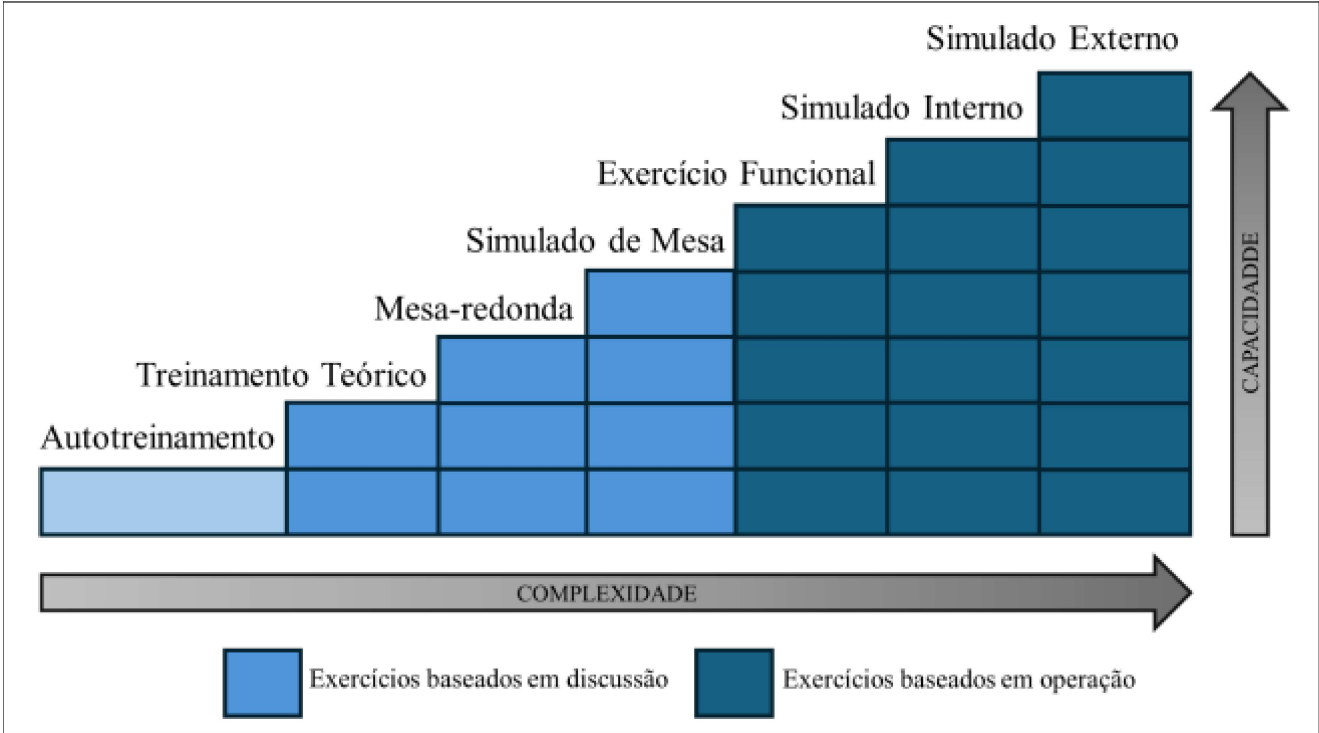 Simulado Externo
Simulado Interno
Exercício Funcional
Simulado de Mesa
Mesa-redonda
Treinamento Teórico
Autotreinamento
CAPACIDADDE
COMPLEXIDADE
Exercícios baseados em discussão
Exercícios baseados em operação